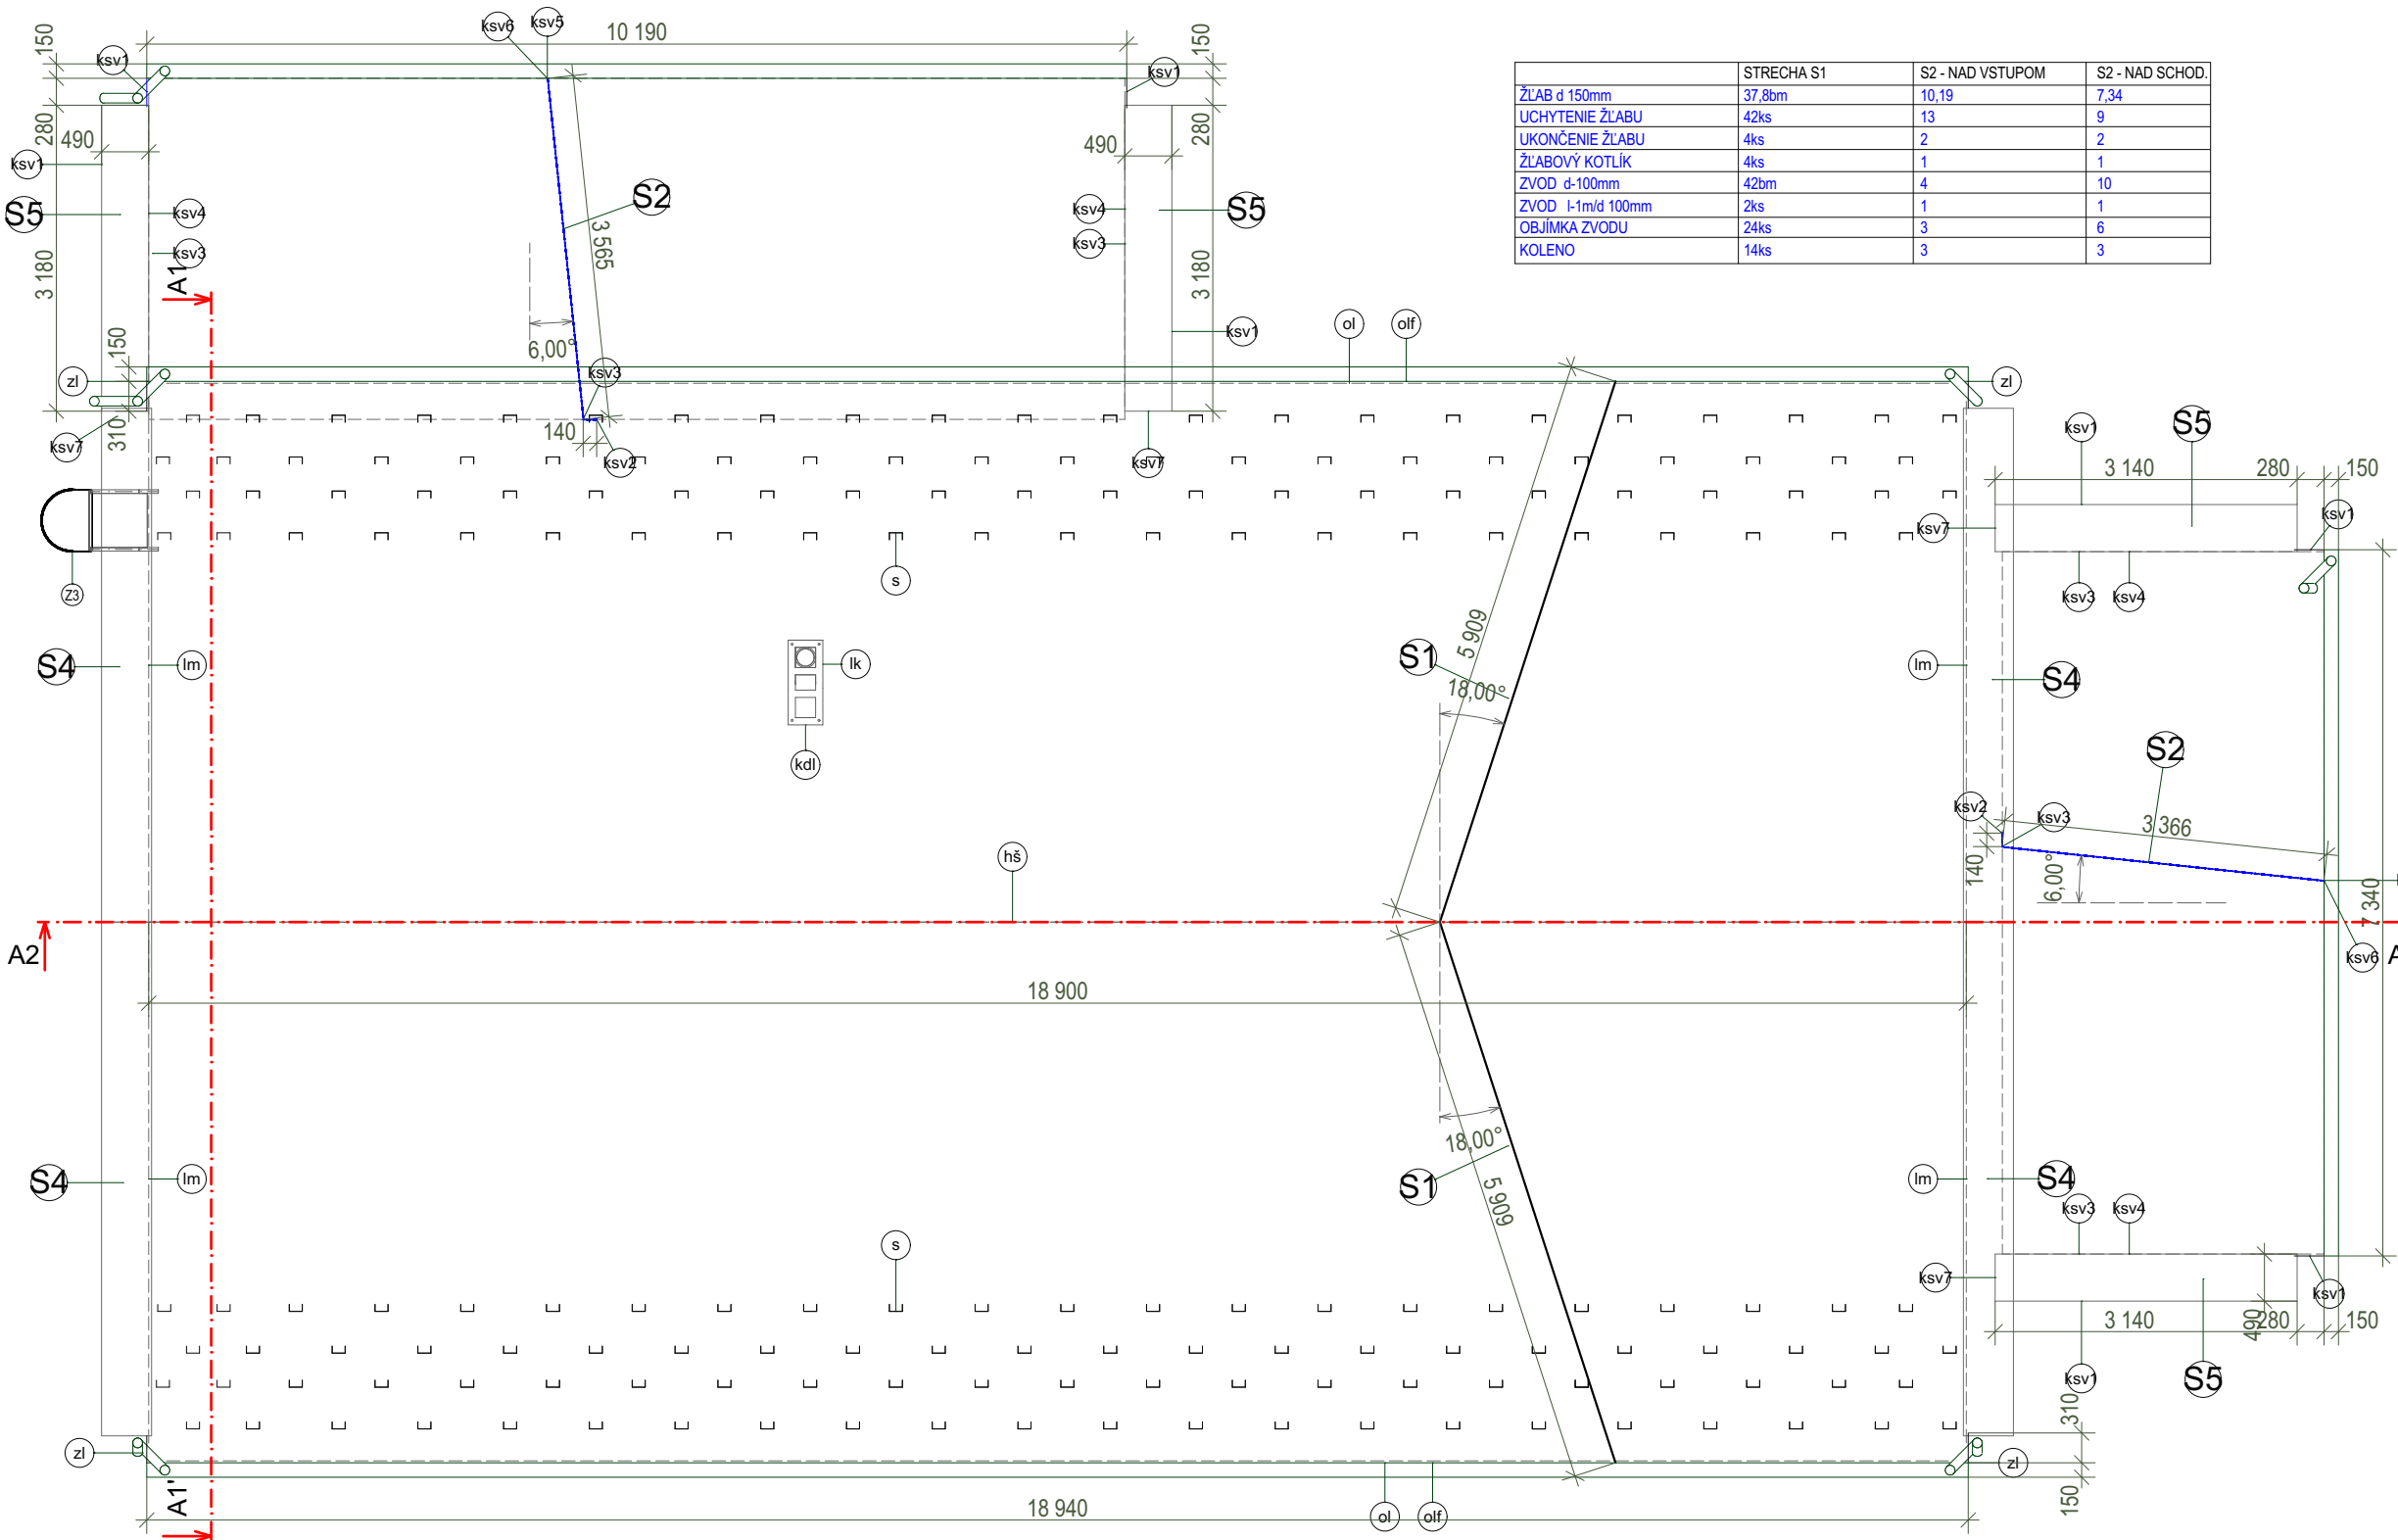 10 190
ksv6
ksv5
150
150
ksv1
ksv1
STRECHA S1
S2 - NAD VSTUPOM
S2 - NAD SCHOD.
ŽĽAB d 150mm
37,8bm
10,19
7,34
UCHYTENIE ŽĽABU
42ks
13
9
UKONČENIE ŽĽABU
4ks
2
2
ŽĽABOVÝ KOTLÍK
4ks
1
1
ZVOD d-100mm
42bm
4
10
ZVOD l-1m/d 100mm
2ks
1
1
OBJÍMKA ZVODU
24ks
3
6
KOLENO
14ks
3
3
280
490
490
280
ksv1
S5
ksv4
S2
ksv4
S5
ksv3
3 565
ksv3
3 180
A1
3 180
ksv1
ol
olf
150
6,00°
ksv3
zl
zl
ksv7
310
140
ksv2
ksv7
ksv1
S5
3 140
280
150
ksv7
ksv1
s
Z3
ksv3
ksv4
5 909
S1
S4
lm
lk
lm
S4
18,00°
kdl
S2
ksv2
ksv3
3 366
hš
140
6,00°
7 340
A2
ksv6
A
18 900
18,00°
S4
lm
S1
lm
S4
5 909
ksv3
ksv4
s
ksv7
ksv1
3 140
280
490
150
ksv1
S5
310
zl
zl
A1'
150
18 940
ol
olf